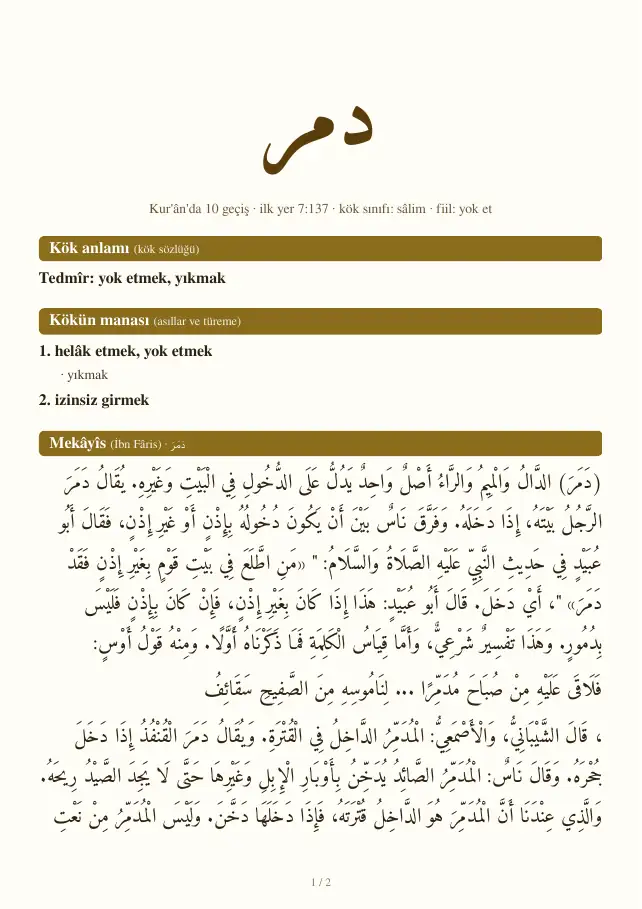 دمر
Kur'ân'da 10 geçiş · ilk yer 7:137 · kök sınıfı: sâlim · fiil: yok et
Kök anlamı (kök sözlüğü)
Tedmîr: yok etmek, yıkmak
Kökün manası (asıllar ve türeme)
1. helâk etmek, yok etmek
· yıkmak
2. izinsiz girmek
Mekâyîs (İbn Fâris) · دَمَرَ
(دَمَرَ) الدَّالُ وَالْمِيمُ وَالرَّاءُ أَصْلٌ وَاحِدٌ يَدُلُّ عَلَى الدُّخُولِ فِي الْبَيْتِ وَغَيْرِهِ. يُقَالُ دَمَرَ
الرَّجُلُ بَيْتَهُ، إِذَا دَخَلَهُ. وَفَرَّقَ نَاسٌ بَيْنَ أَنْ يَكُونَ دُخُولُهُ بِإِذْنٍ أَوْ غَيْرِ إِذْنٍ، فَقَالَ أَبُو
عُبَيْدٍ فِي حَدِيثِ النَّبِيِّ عَلَيْهِ الصَّلَاةُ وَالسَّلَامُ: " «مَنِ اطَّلَعَ فِي بَيْتِ قَوْمٍ بِغَيْرِ إِذْنٍ فَقَدْ
دَمَرَ» "، أَيْ دَخَلَ. قَالَ أَبُو عُبَيْدٍ: هَذَا إِذَا كَانَ بِغَيْرِ إِذْنٍ، فَإِنْ كَانَ بِإِذْنٍ فَلَيْسَ
بِدُمُورٍ. وَهَذَا تَفْسِيرٌ شَرْعِيٌّ، وَأَمَّا قِيَاسُ الْكَلِمَةِ فَمَا ذَكَرْنَاهُ أَوَّلًا. وَمِنْهُ قَوْلُ أَوْسٍ:
فَلَاقَى عَلَيْهِ مِنْ صُبَاحَ مُدَمِّرًا ... لِنَامُوسِهِ مِنَ الصَّفِيحِ سَقَائِفُ
، قَالَ الشَّيْبَانِيُّ، وَالْأَصْمَعِيُّ: الْمُدَمِّرُ الدَّاخِلُ فِي الْقُتْرَةِ. وَيُقَالُ دَمَرَ الْقُنْفُذُ إِذَا دَخَلَ
جُحْرَهُ. وَقَالَ نَاسٌ: الْمُدَمِّرُ الصَّائِدُ يُدَخِّنُ بِأَوْبَارِ الْإِبِلِ وَغَيْرِهَا حَتَّى لَا يَجِدَ الصَّيْدُ رِيحَهُ.
وَالَّذِي عِنْدَنَا أَنَّ الْمُدَمِّرَ هُوَ الدَّاخِلُ قُتْرَتَهُ، فَإِذَا دَخَلَهَا دَخَّنَ. وَلَيْسَ الْمُدَمِّرُ مِنْ نَعْتِ
1 / 2